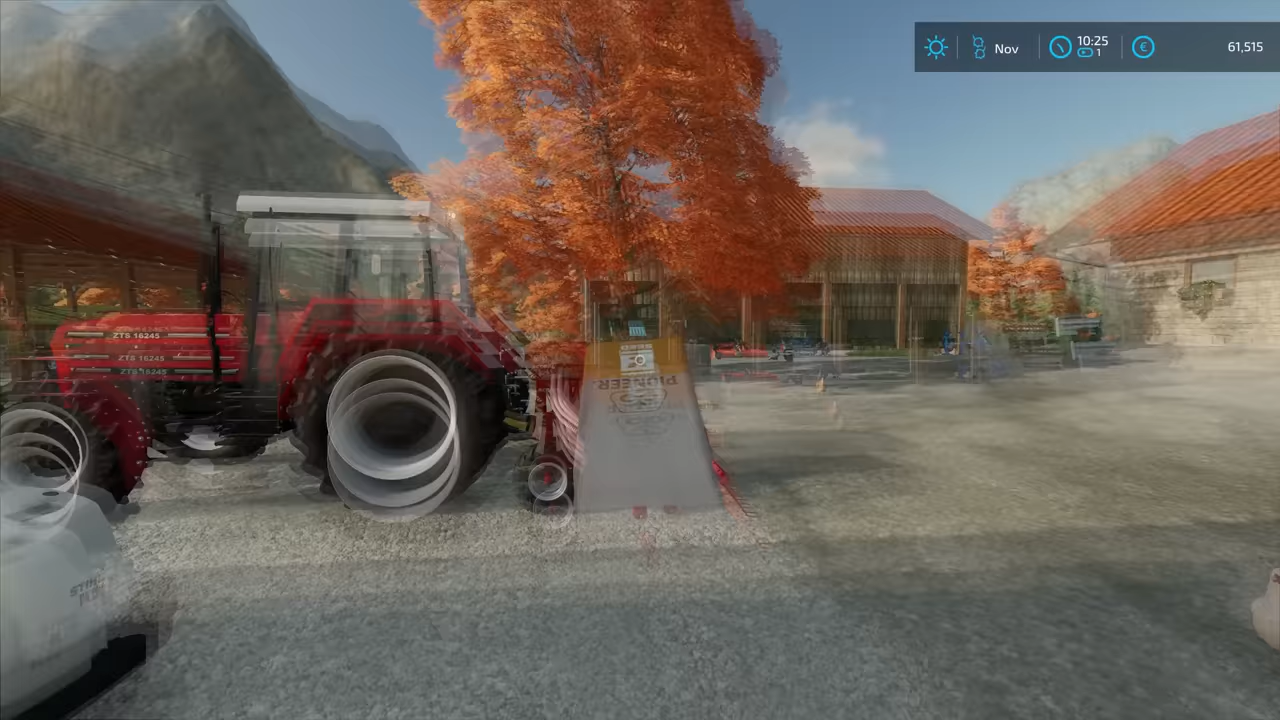 Nov
10:25
1
€
61,515
ZTS 16245
ZTS 16245
ZTS 16245
PIONEER